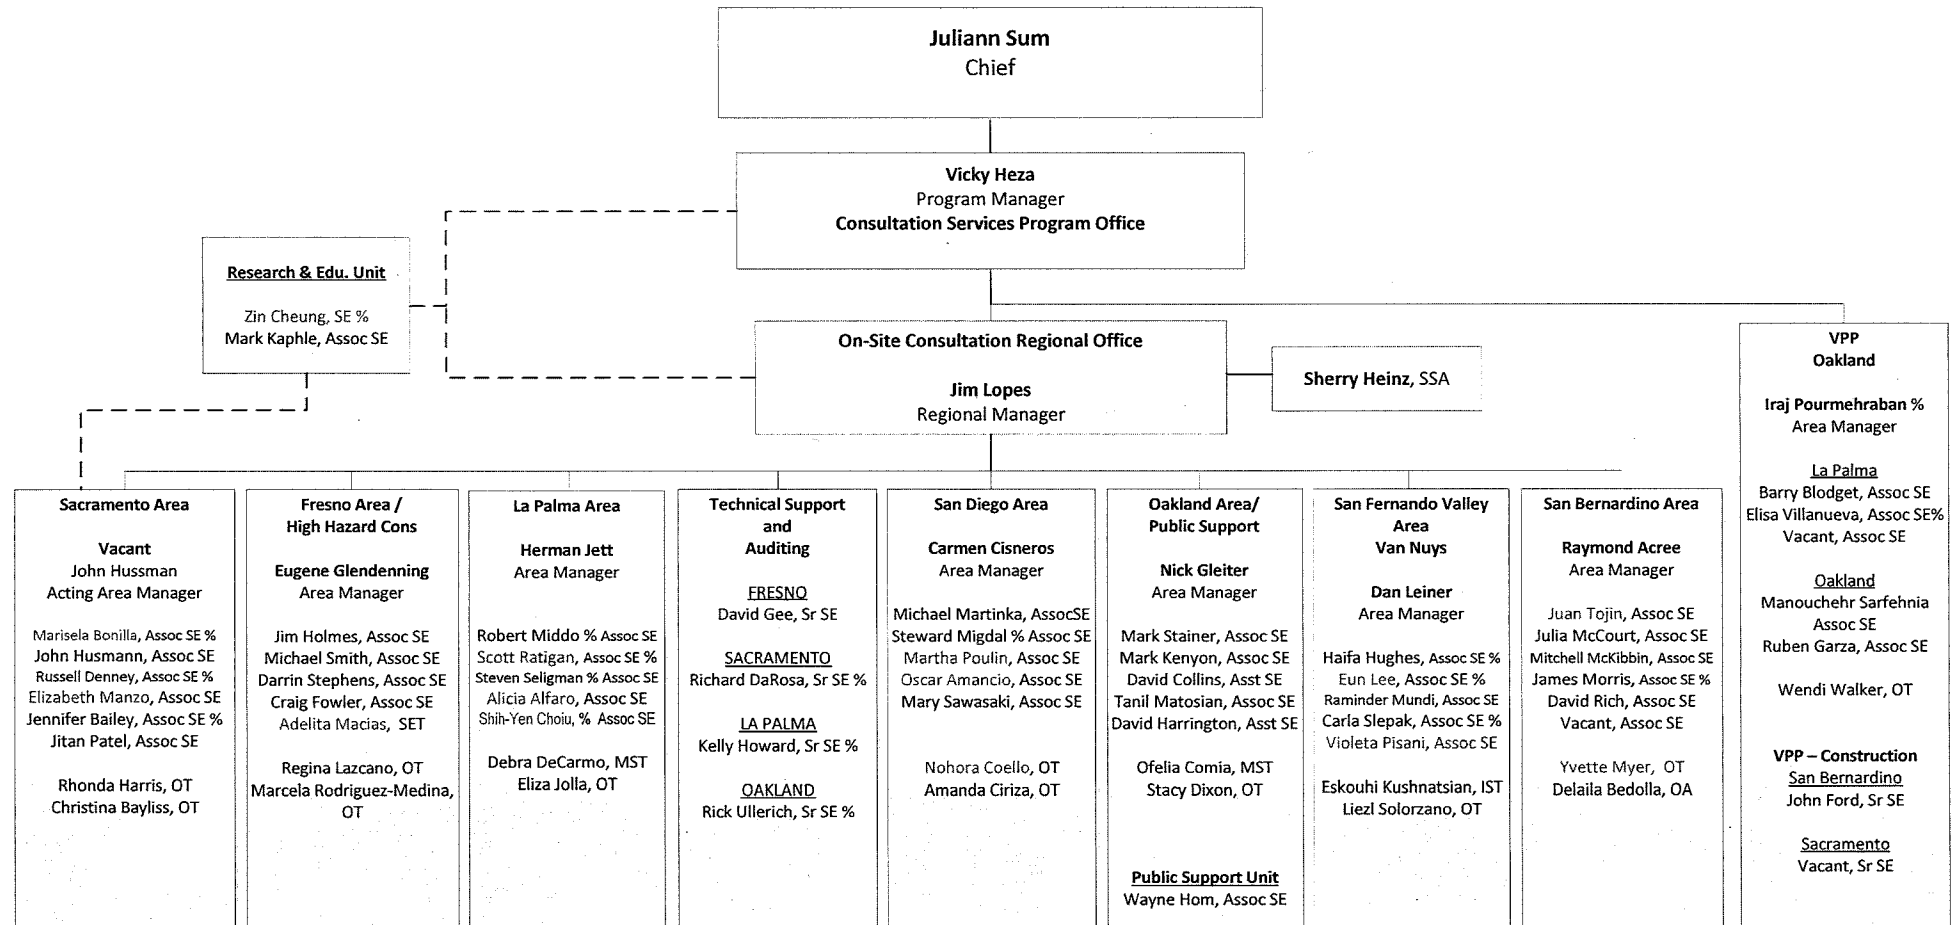 Juliann Sum
Chief
Vicky Heza
Program Manager
Consultation Services Program Office
Research & Edu. Unit
Zin Cheung, SE %
Mark Kaphle, Assoc SE
On-Site Consultation Regional Office
Jim Lopes
Regional Manager
Sherry Heinz, SSA
VPP
Oakland
Iraj Pourmehraban %
Area Manager
La Palma
Barry Blodget, Assoc SE
Elisa Villanueva, Assoc SE%
Vacant, Assoc SE
Oakland
Manouchehr Sarfehnia
Assoc SE
Ruben Garza, Assoc SE
Wendi Walker, OT
VPP – Construction
San Bernardino
John Ford, Sr SE
Sacramento
Vacant, Sr SE
Sacramento Area
Vacant
John Hussman
Acting Area Manager
Marisela Bonilla, Assoc SE %
John Husmann, Assoc SE
Russell Denney, Assoc SE %
Elizabeth Manzo, Assoc SE
Jennifer Bailey, Assoc SE %
Jitan Patel, Assoc SE
Rhonda Harris, OT
Christina Bayliss, OT
Fresno Area /
High Hazard Cons
Eugene Glendenning
Area Manager
Jim Holmes, Assoc SE
Michael Smith, Assoc SE
Darrin Stephens, Assoc SE
Craig Fowler, Assoc SE
Adelita Macias, SET
Regina Lazcano, OT
Marcela Rodriguez-Medina,
OT
La Palma Area
Herman Jett
Area Manager
Robert Middo % Assoc SE
Scott Ratigan, Assoc SE %
Steven Seligman % Assoc SE
Alicia Alfaro, Assoc SE
Shih-Yen Choiu, % Assoc SE
Debra DeCarmo, MST
Eliza Jolla, OT
Technical Support
and
Auditing
FRESNO
David Gee, Sr SE
SACRAMENTO
Richard DaRosa, Sr SE %
LA PALMA
Kelly Howard, Sr SE %
OAKLAND
Rick Ullerich, Sr SE %
San Diego Area
Carmen Cisneros
Area Manager
Michael Martinka, AssocSE
Steward Migdal % Assoc SE
Martha Poulin, Assoc SE
Oscar Amancio, Assoc SE
Mary Sawasaki, Assoc SE
Nohora Coello, OT
Amanda Ciriza, OT
Oakland Area/
Public Support
Nick Gleiter
Area Manager
Mark Stainer, Assoc SE
Mark Kenyon, Assoc SE
David Collins, Asst SE
Tanil Matosian, Assoc SE
David Harrington, Asst SE
Ofelia Comia, MST
Stacy Dixon, OT
Public Support Unit
Wayne Hom, Assoc SE
San Fernando Valley
Area
Van Nuys
Dan Leiner
Area Manager
Haifa Hughes, Assoc SE %
Eun Lee, Assoc SE %
Raminder Mundi, Assoc SE
Carla Slepak, Assoc SE %
Violeta Pisani, Assoc SE
Eskouhi Kushnatsian, IST
Liezl Solorzano, OT
San Bernardino Area
Raymond Acree
Area Manager
Juan Tojin, Assoc SE
Julia McCourt, Assoc SE
Mitchell McKibbin, Assoc SE
James Morris, Assoc SE %
David Rich, Assoc SE
Vacant, Assoc SE
Yvette Myer, OT
Delaila Bedolla, OA